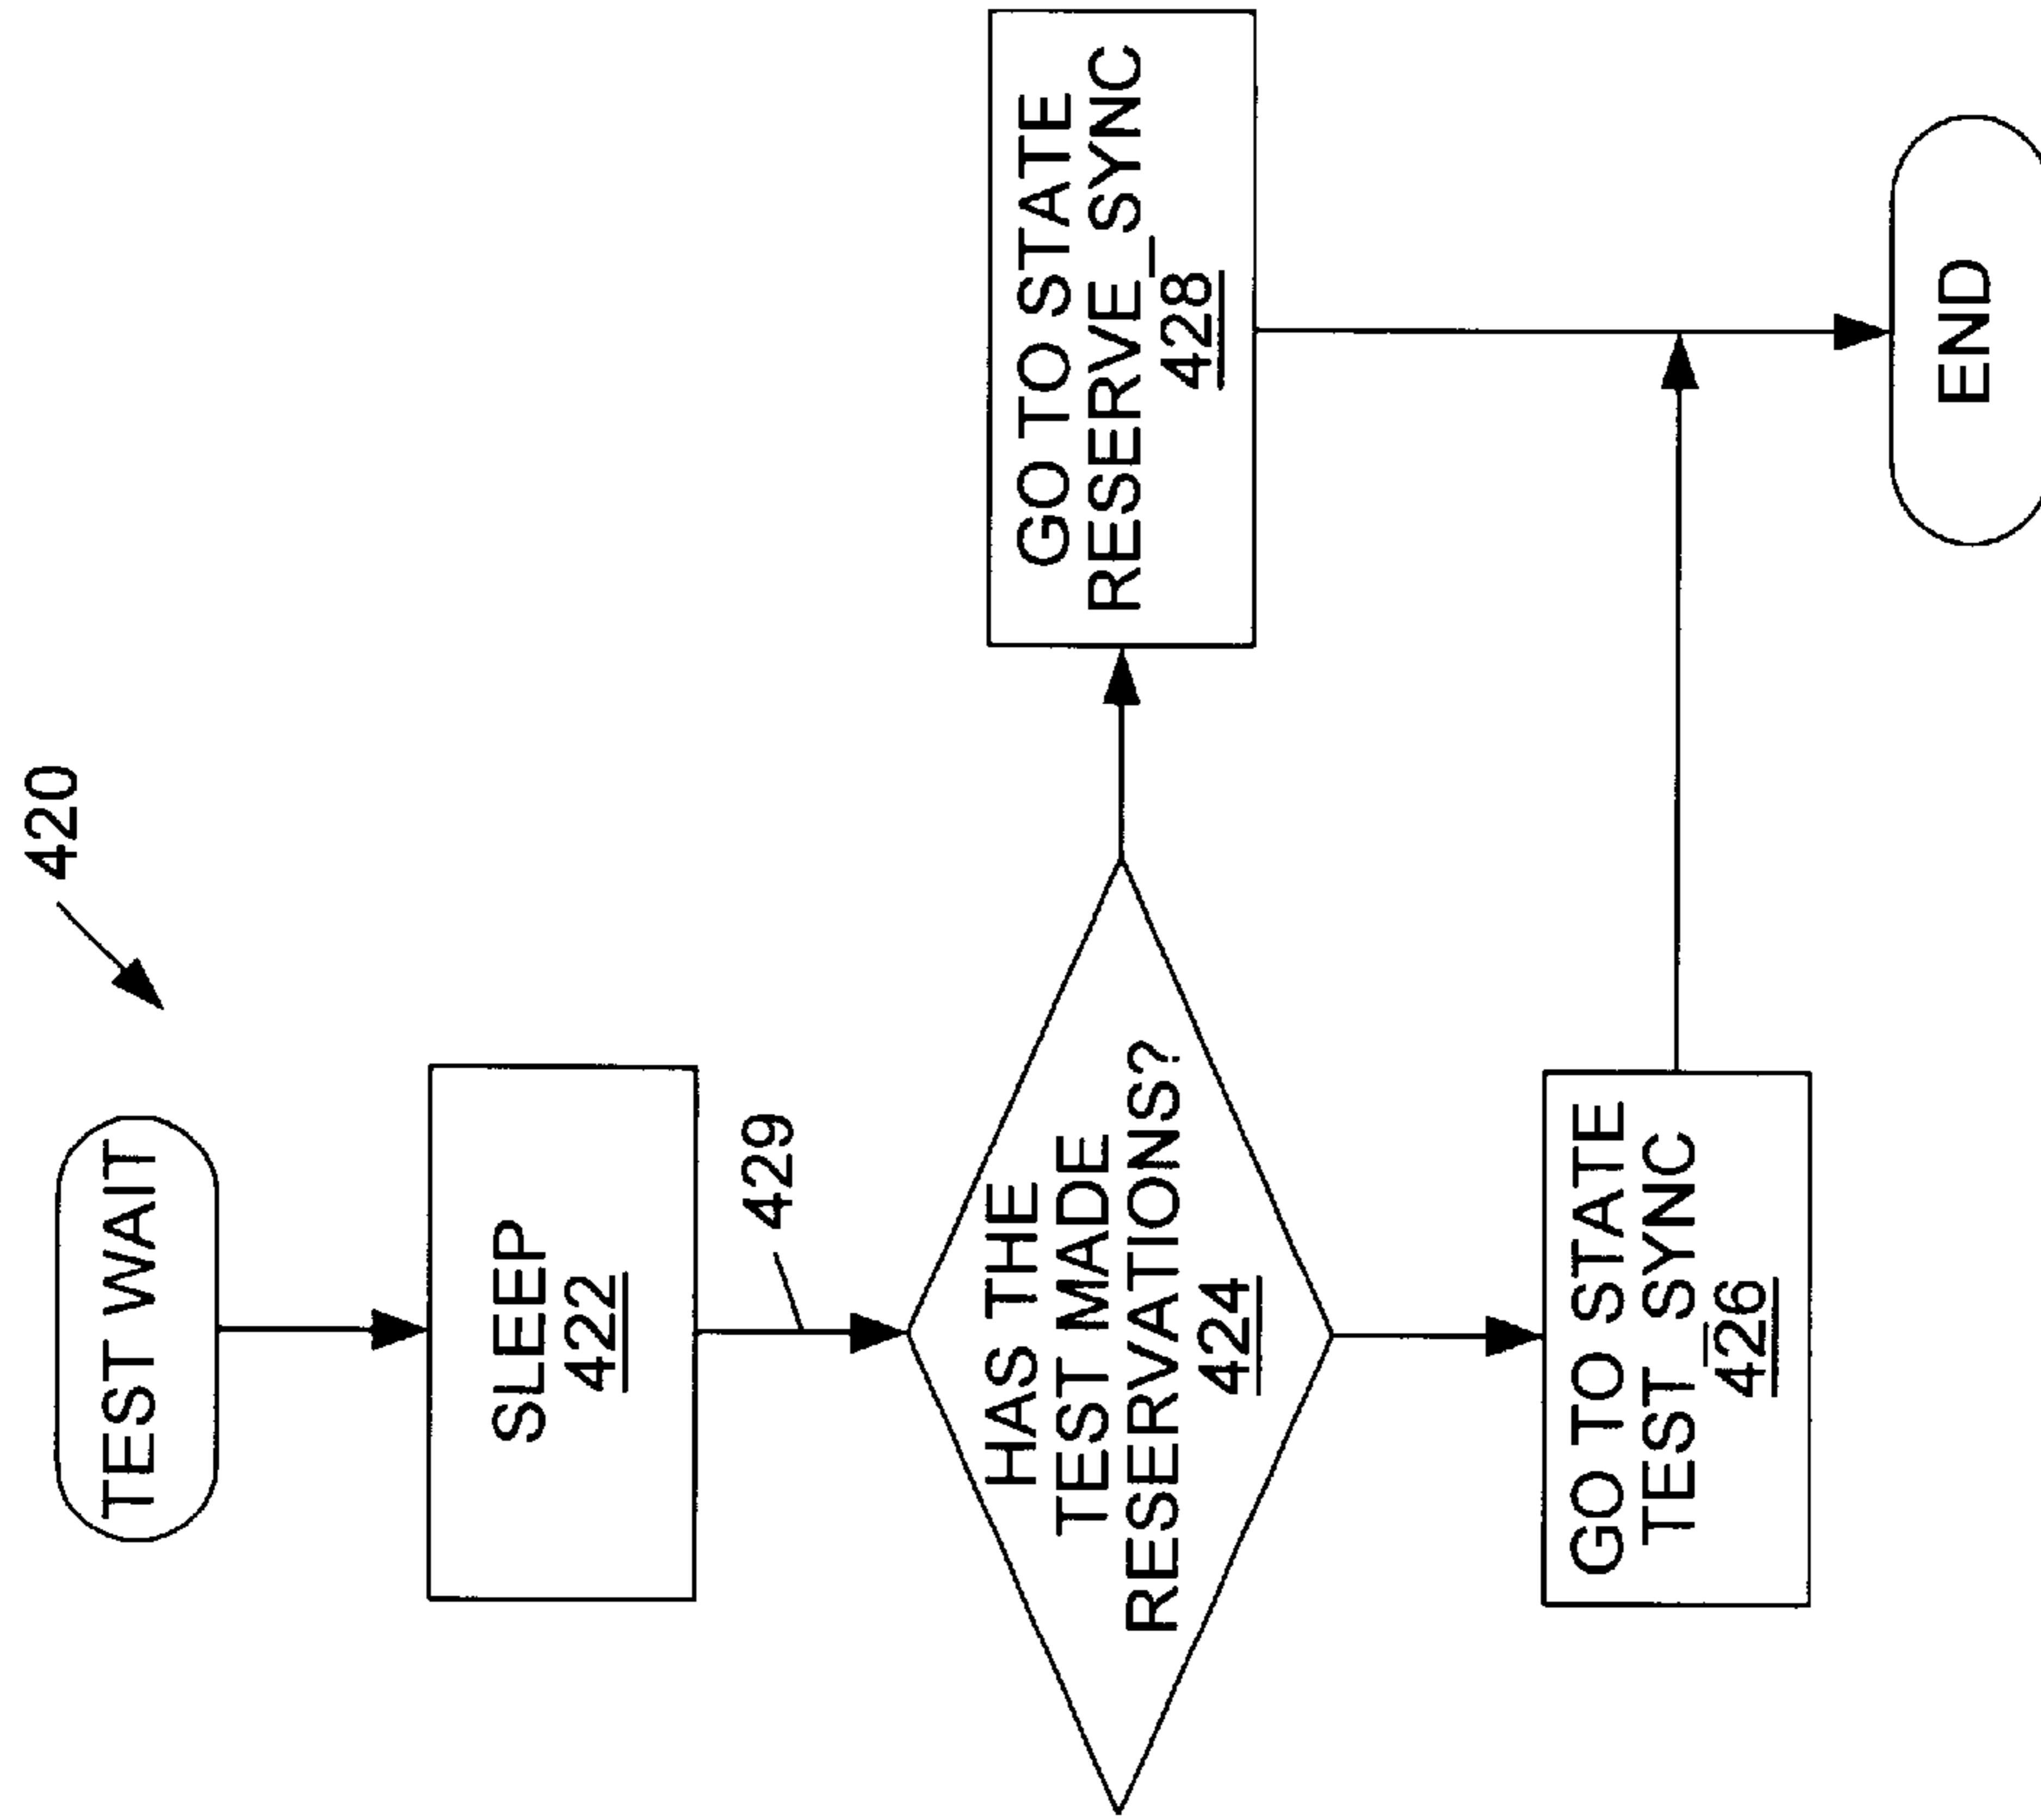 420
TEST WAIT
SLEEP
422
429
HAS THE
TEST MADE
RESERVATIONS?
424
GO TO STATE
RESERVE_SYNC
428
GO TO STATE
TEST_SYNC
426
END